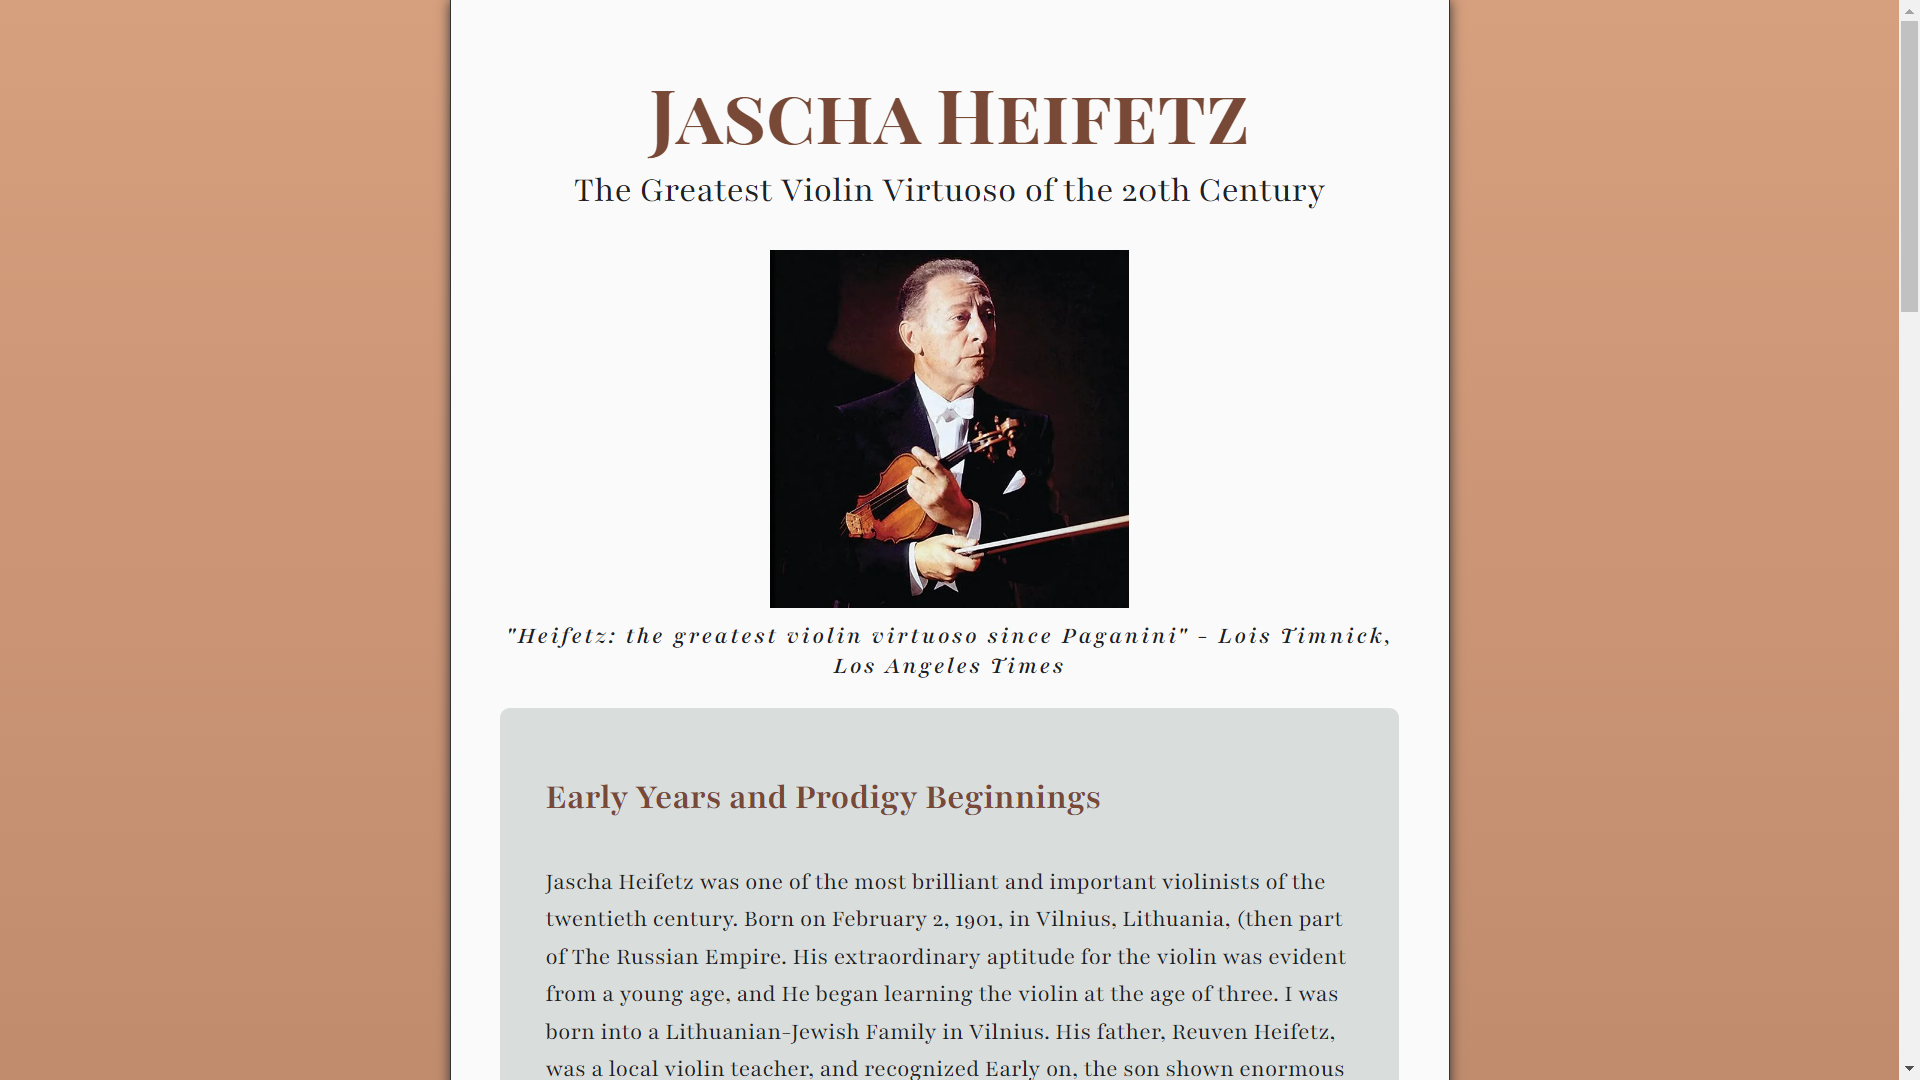 Jascha Heifetz
The Greatest Violin Virtuoso of the 20th Century
"Heifetz: the greatest violin virtuoso since Paganini" - Lois Timnick,
Los Angeles Times
Early Years and Prodigy Beginnings
Jascha Heifetz was one of the most brilliant and important violinists of the
twentieth century. Born on February 2, 1901, in Vilnius, Lithuania, (then part
of The Russian Empire. His extraordinary aptitude for the violin was evident
from a young age, and He began learning the violin at the age of three. I was
born into a Lithuanian-Jewish Family in Vilnius. His father, Reuven Heifetz,
was a local violin teacher, and recognized Early on, the son shown enormous